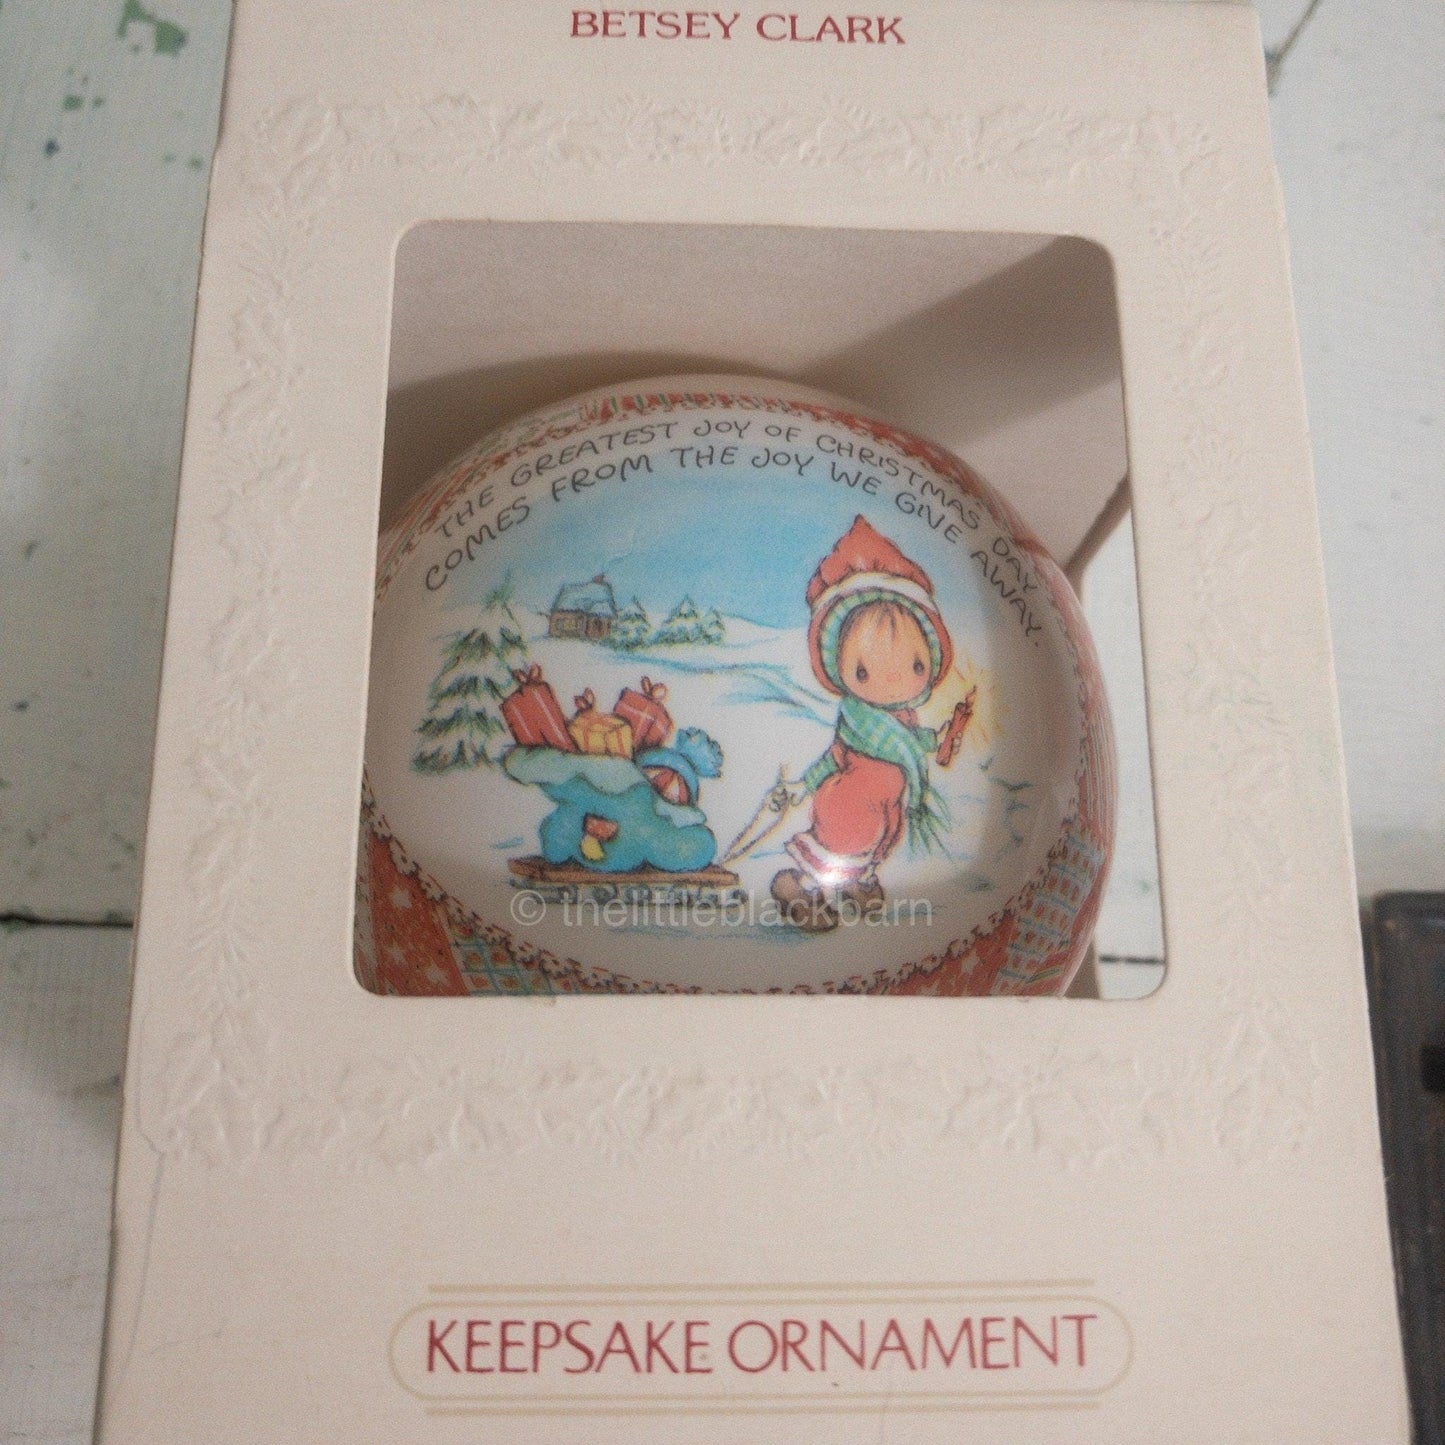 BETSEY CLARK
THE GREATEST JOY OF CHRISTMAS DAY
COMES FROM THE JOY WE GIVE AWAY.
© thelittleblackbarn
KEEPSAKE ORNAMENT